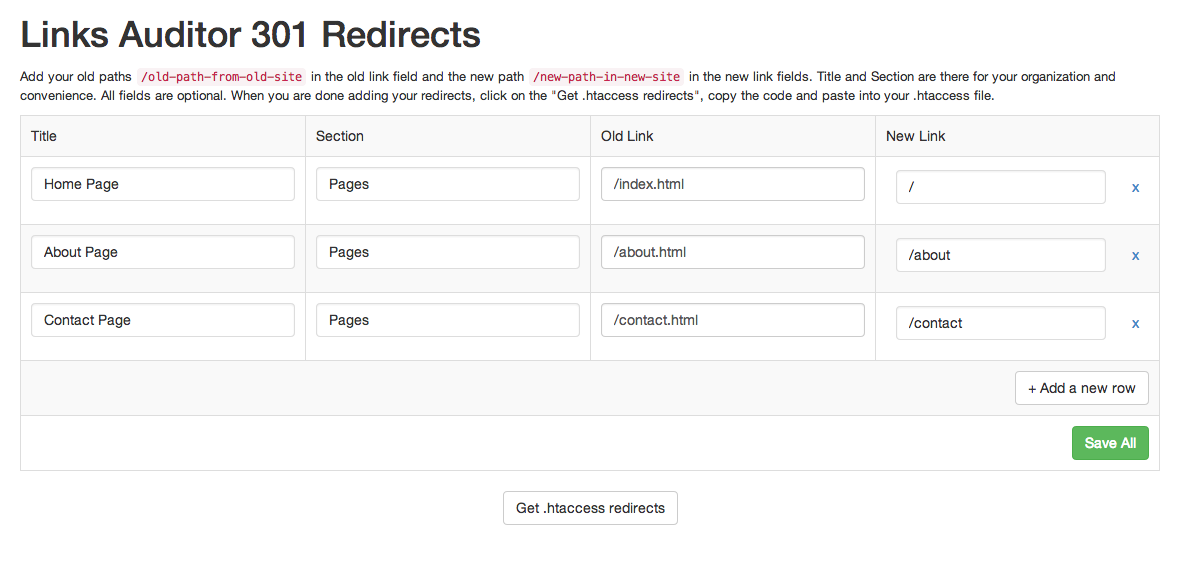 Links Auditor 301 Redirects
Add your old paths /old-path-from-old-site in the old link field and the new path /new-path-in-new-site in the new link fields. Title and Section are there for your organization and
convenience. All fields are optional. When you are done adding your redirects, click on the "Get .htaccess redirects", copy the code and paste into your .htaccess file.
Title Section Old Link New Link
Home Page Pages /index.html / x
About Page Pages /about.html /about x
Contact Page Pages /contact.html /contact x
+ Add a new row
Save All
Get .htaccess redirects